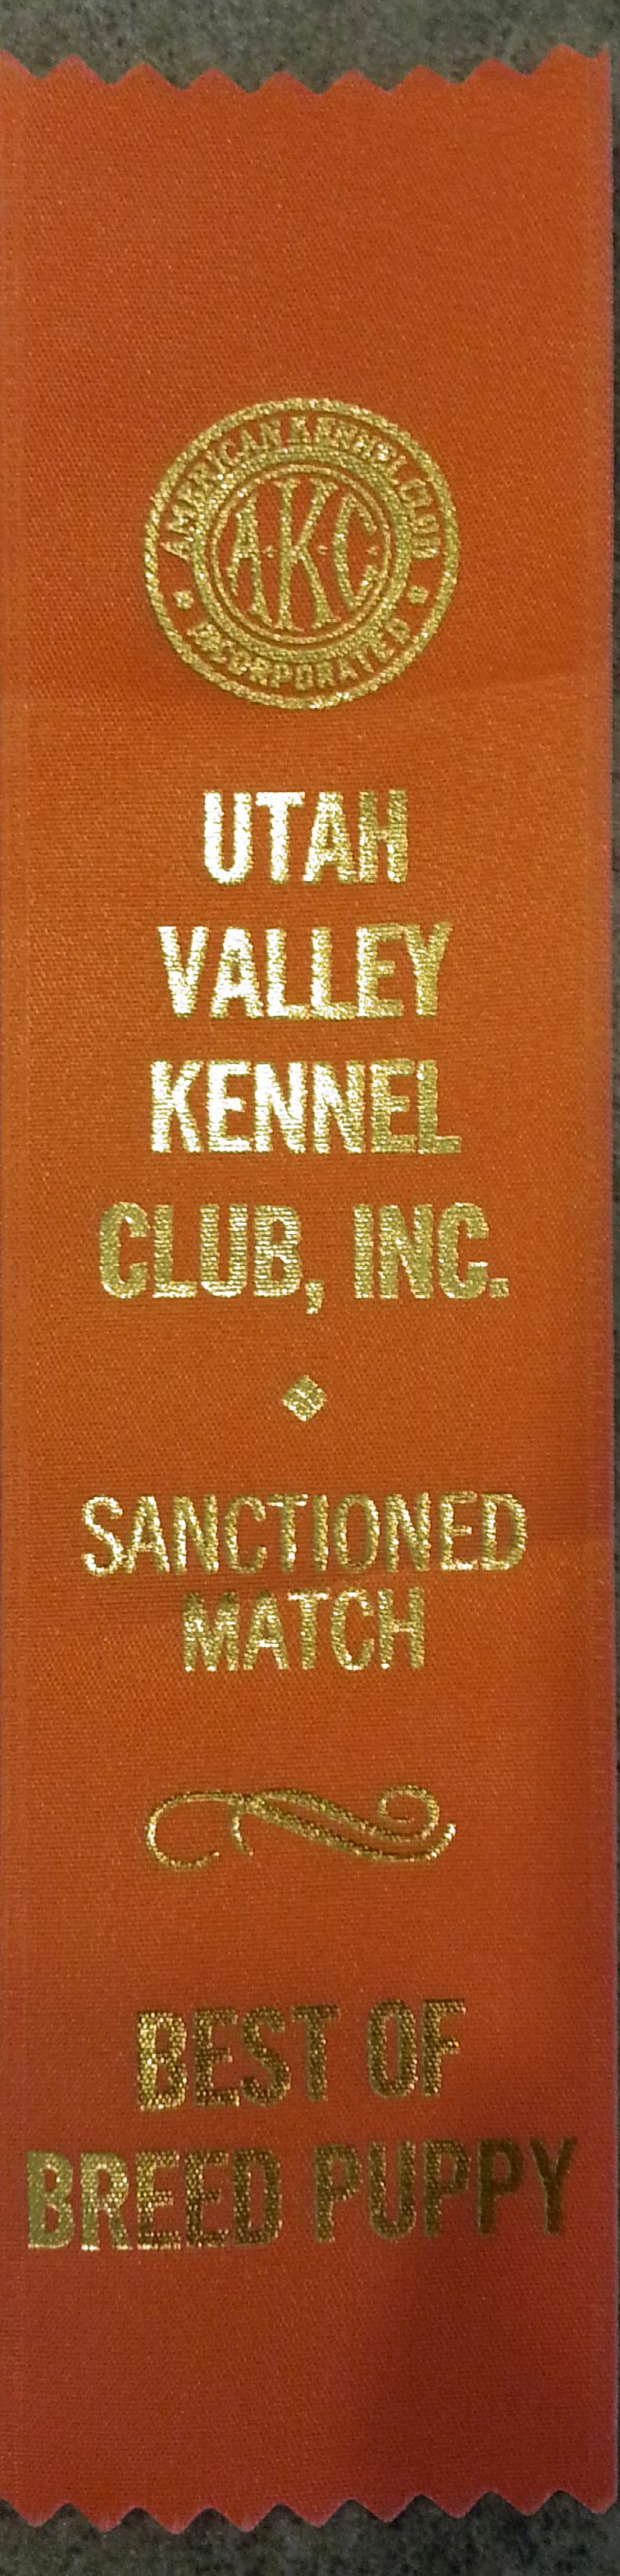 AMERICAN KENNEL CLUB
A·K·C
INCORPORATED
UTAH
VALLEY
KENNEL
CLUB, INC.
SANCTIONED
MATCH
BEST OF
BREED PUPPY